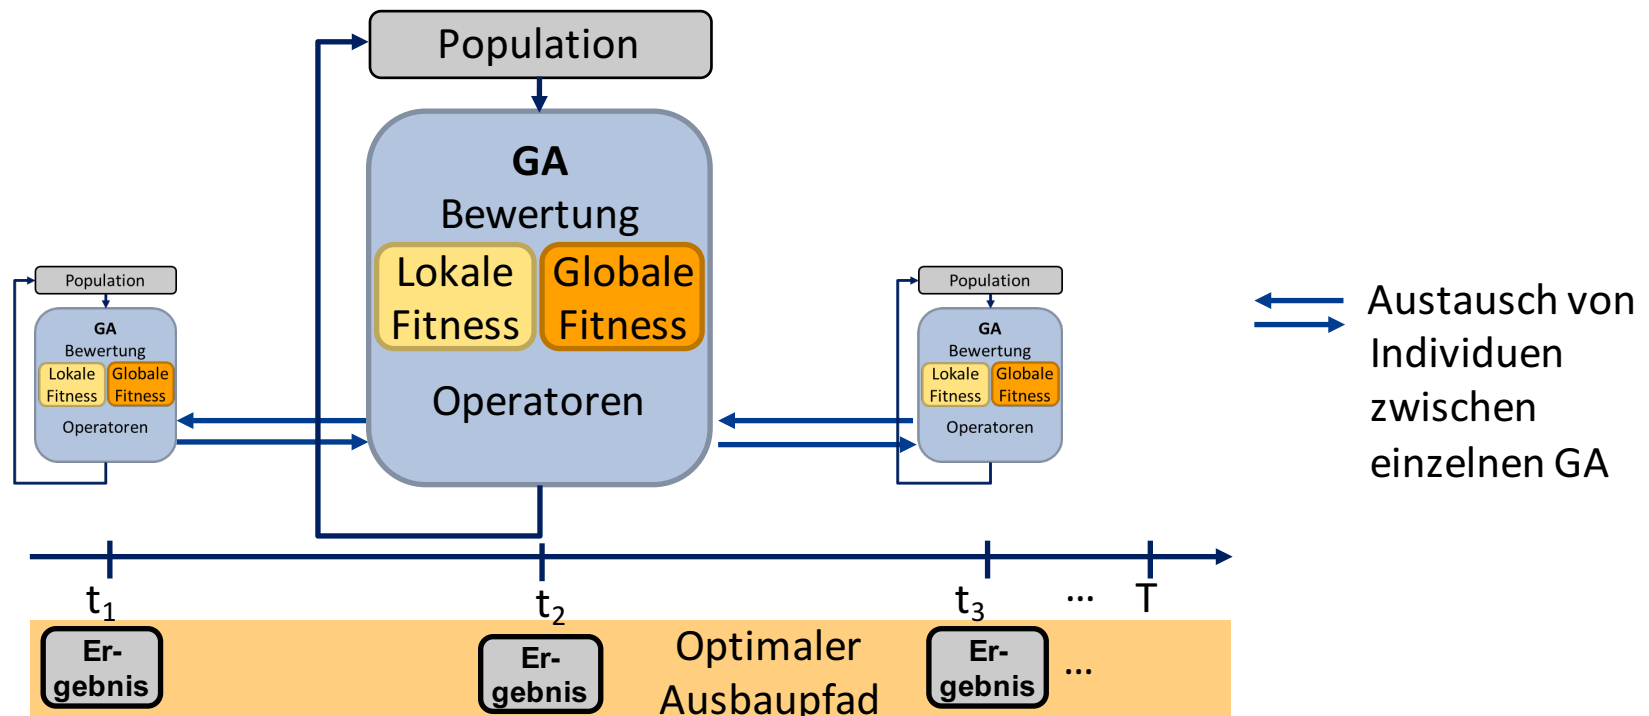 Population
GA
Bewertung
Lokale
Fitness
Globale
Fitness
Operatoren
Population
GA
Bewertung
Lokale
Fitness
Globale
Fitness
Operatoren
Population
GA
Bewertung
Lokale
Fitness
Globale
Fitness
Operatoren
Austausch von
Individuen
zwischen
einzelnen GA
t₁
t₂
t₃
...
T
Er-
gebnis
Er-
gebnis
Optimaler
Ausbaupfad
Er-
gebnis
...